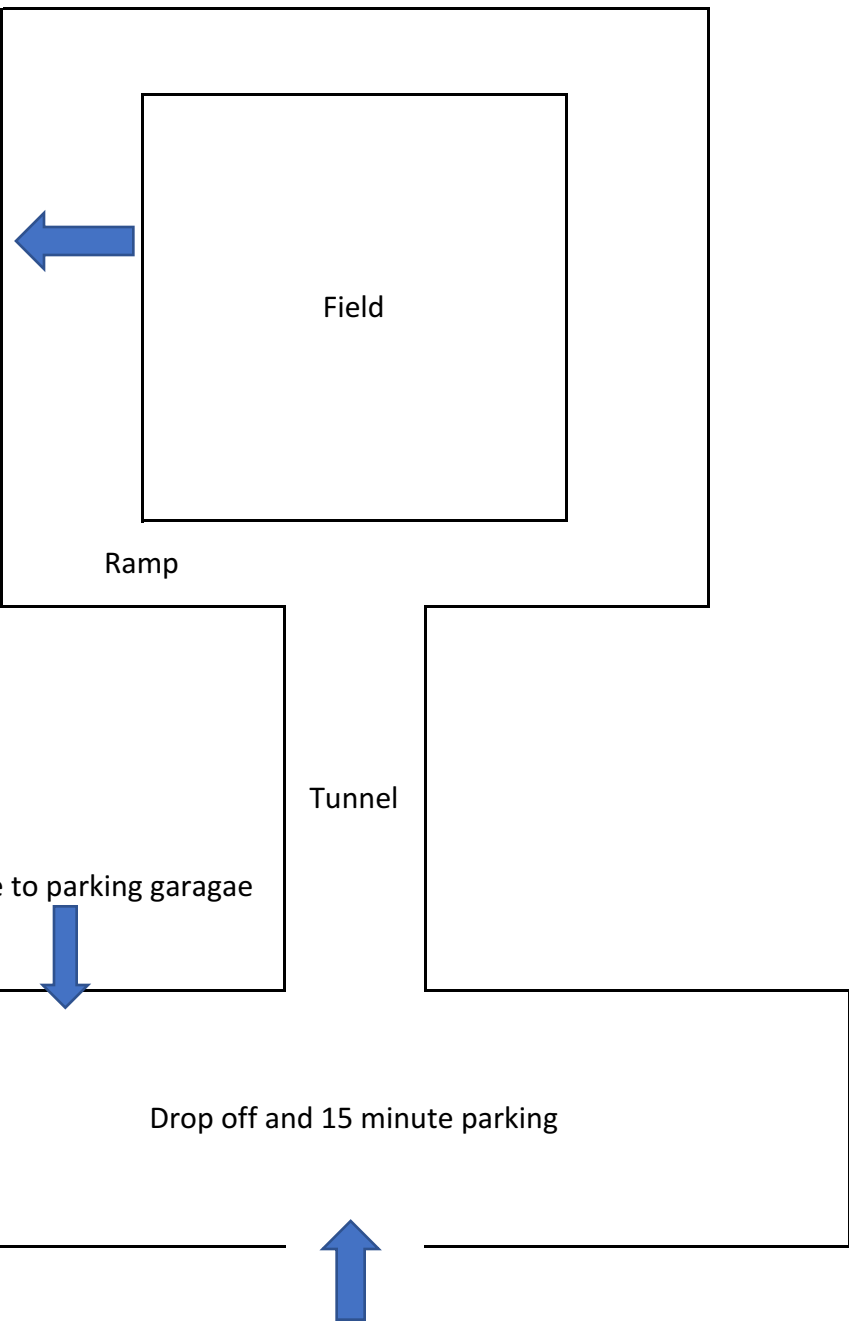 Field
Ramp
Tunnel
e to parking garagae
Drop off and 15 minute parking